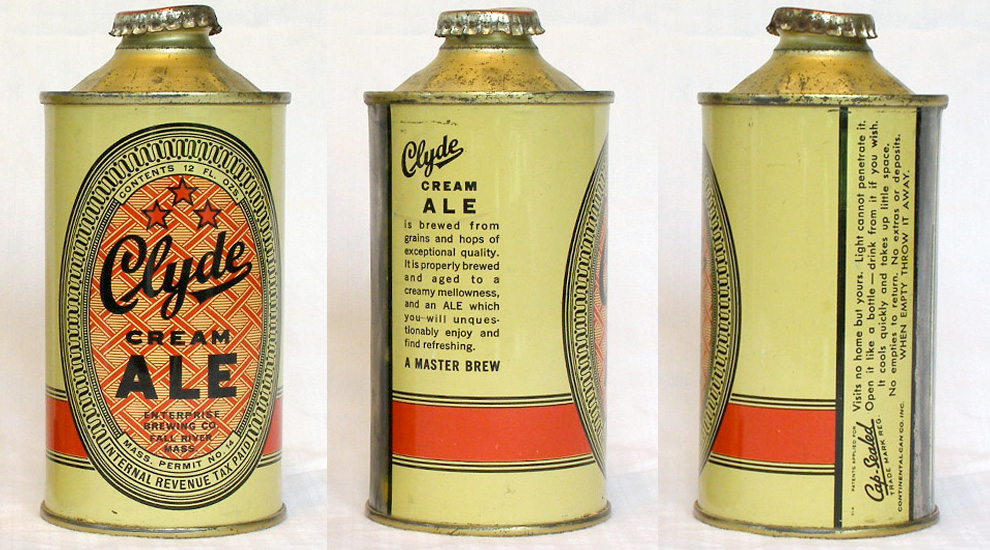 CONTENTS 12 FL. OZS.
Clyde
CREAM
ALE
ENTERPRISE
BREWING CO.
FALL RIVER
MASS.
MASS. PERMIT NO. 14
INTERNAL REVENUE TAX PAID
Clyde
CREAM
ALE
is brewed from
grains and hops of
exceptional quality.
It is properly brewed
and aged to a
creamy mellowness,
and an ALE which
you will unques-
tionably enjoy and
find refreshing.
A MASTER BREW
PATENTS APPLIED FOR
Cap-Sealed
TRADE MARK REG.
CONTINENTAL CAN CO. INC.
Visits no home but yours. Light cannot penetrate it.
Open it like a bottle — drink from it if you wish.
It cools quickly and takes up little space.
No empties to return. No extras or deposits.
WHEN EMPTY THROW IT AWAY.